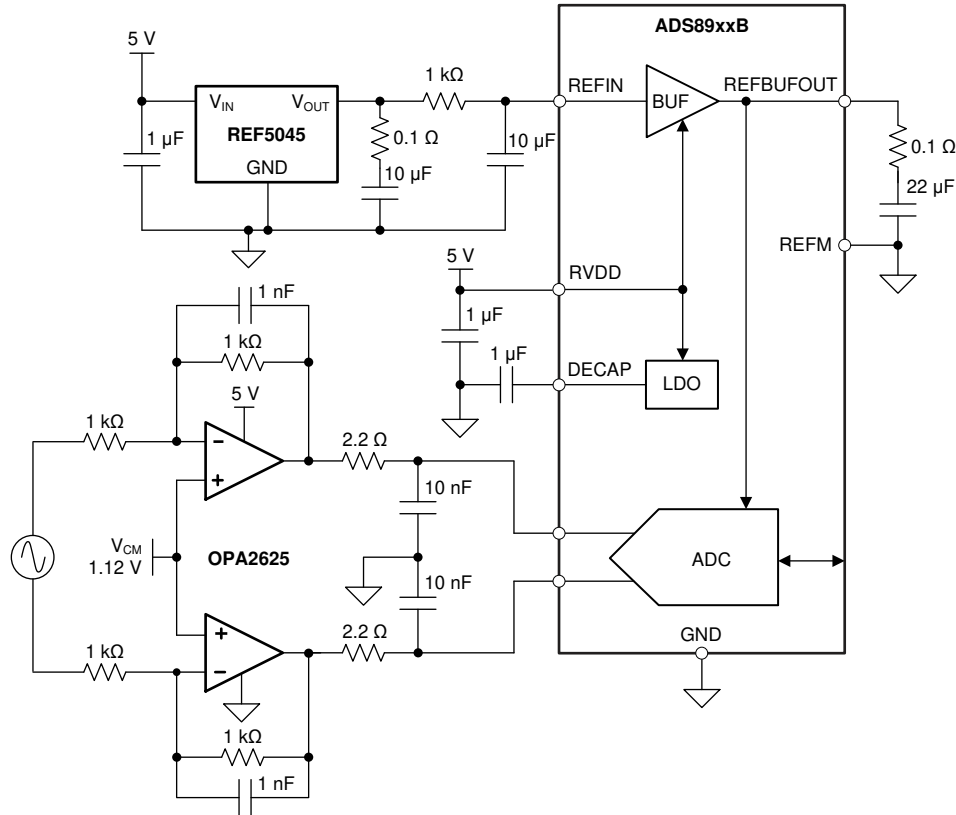 ADS89xxB
5 V
1 kΩ
REFIN
BUF
REFBUFOUT
VIN
VOUT
REF5045
GND
1 µF
0.1 Ω
10 µF
10 µF
0.1 Ω
22 µF
REFM
5 V
RVDD
1 µF
1 µF
DECAP
LDO
1 nF
1 kΩ
5 V
1 kΩ
2.2 Ω
10 nF
VCM
1.12 V
OPA2625
10 nF
ADC
2.2 Ω
1 kΩ
GND
1 kΩ
1 nF